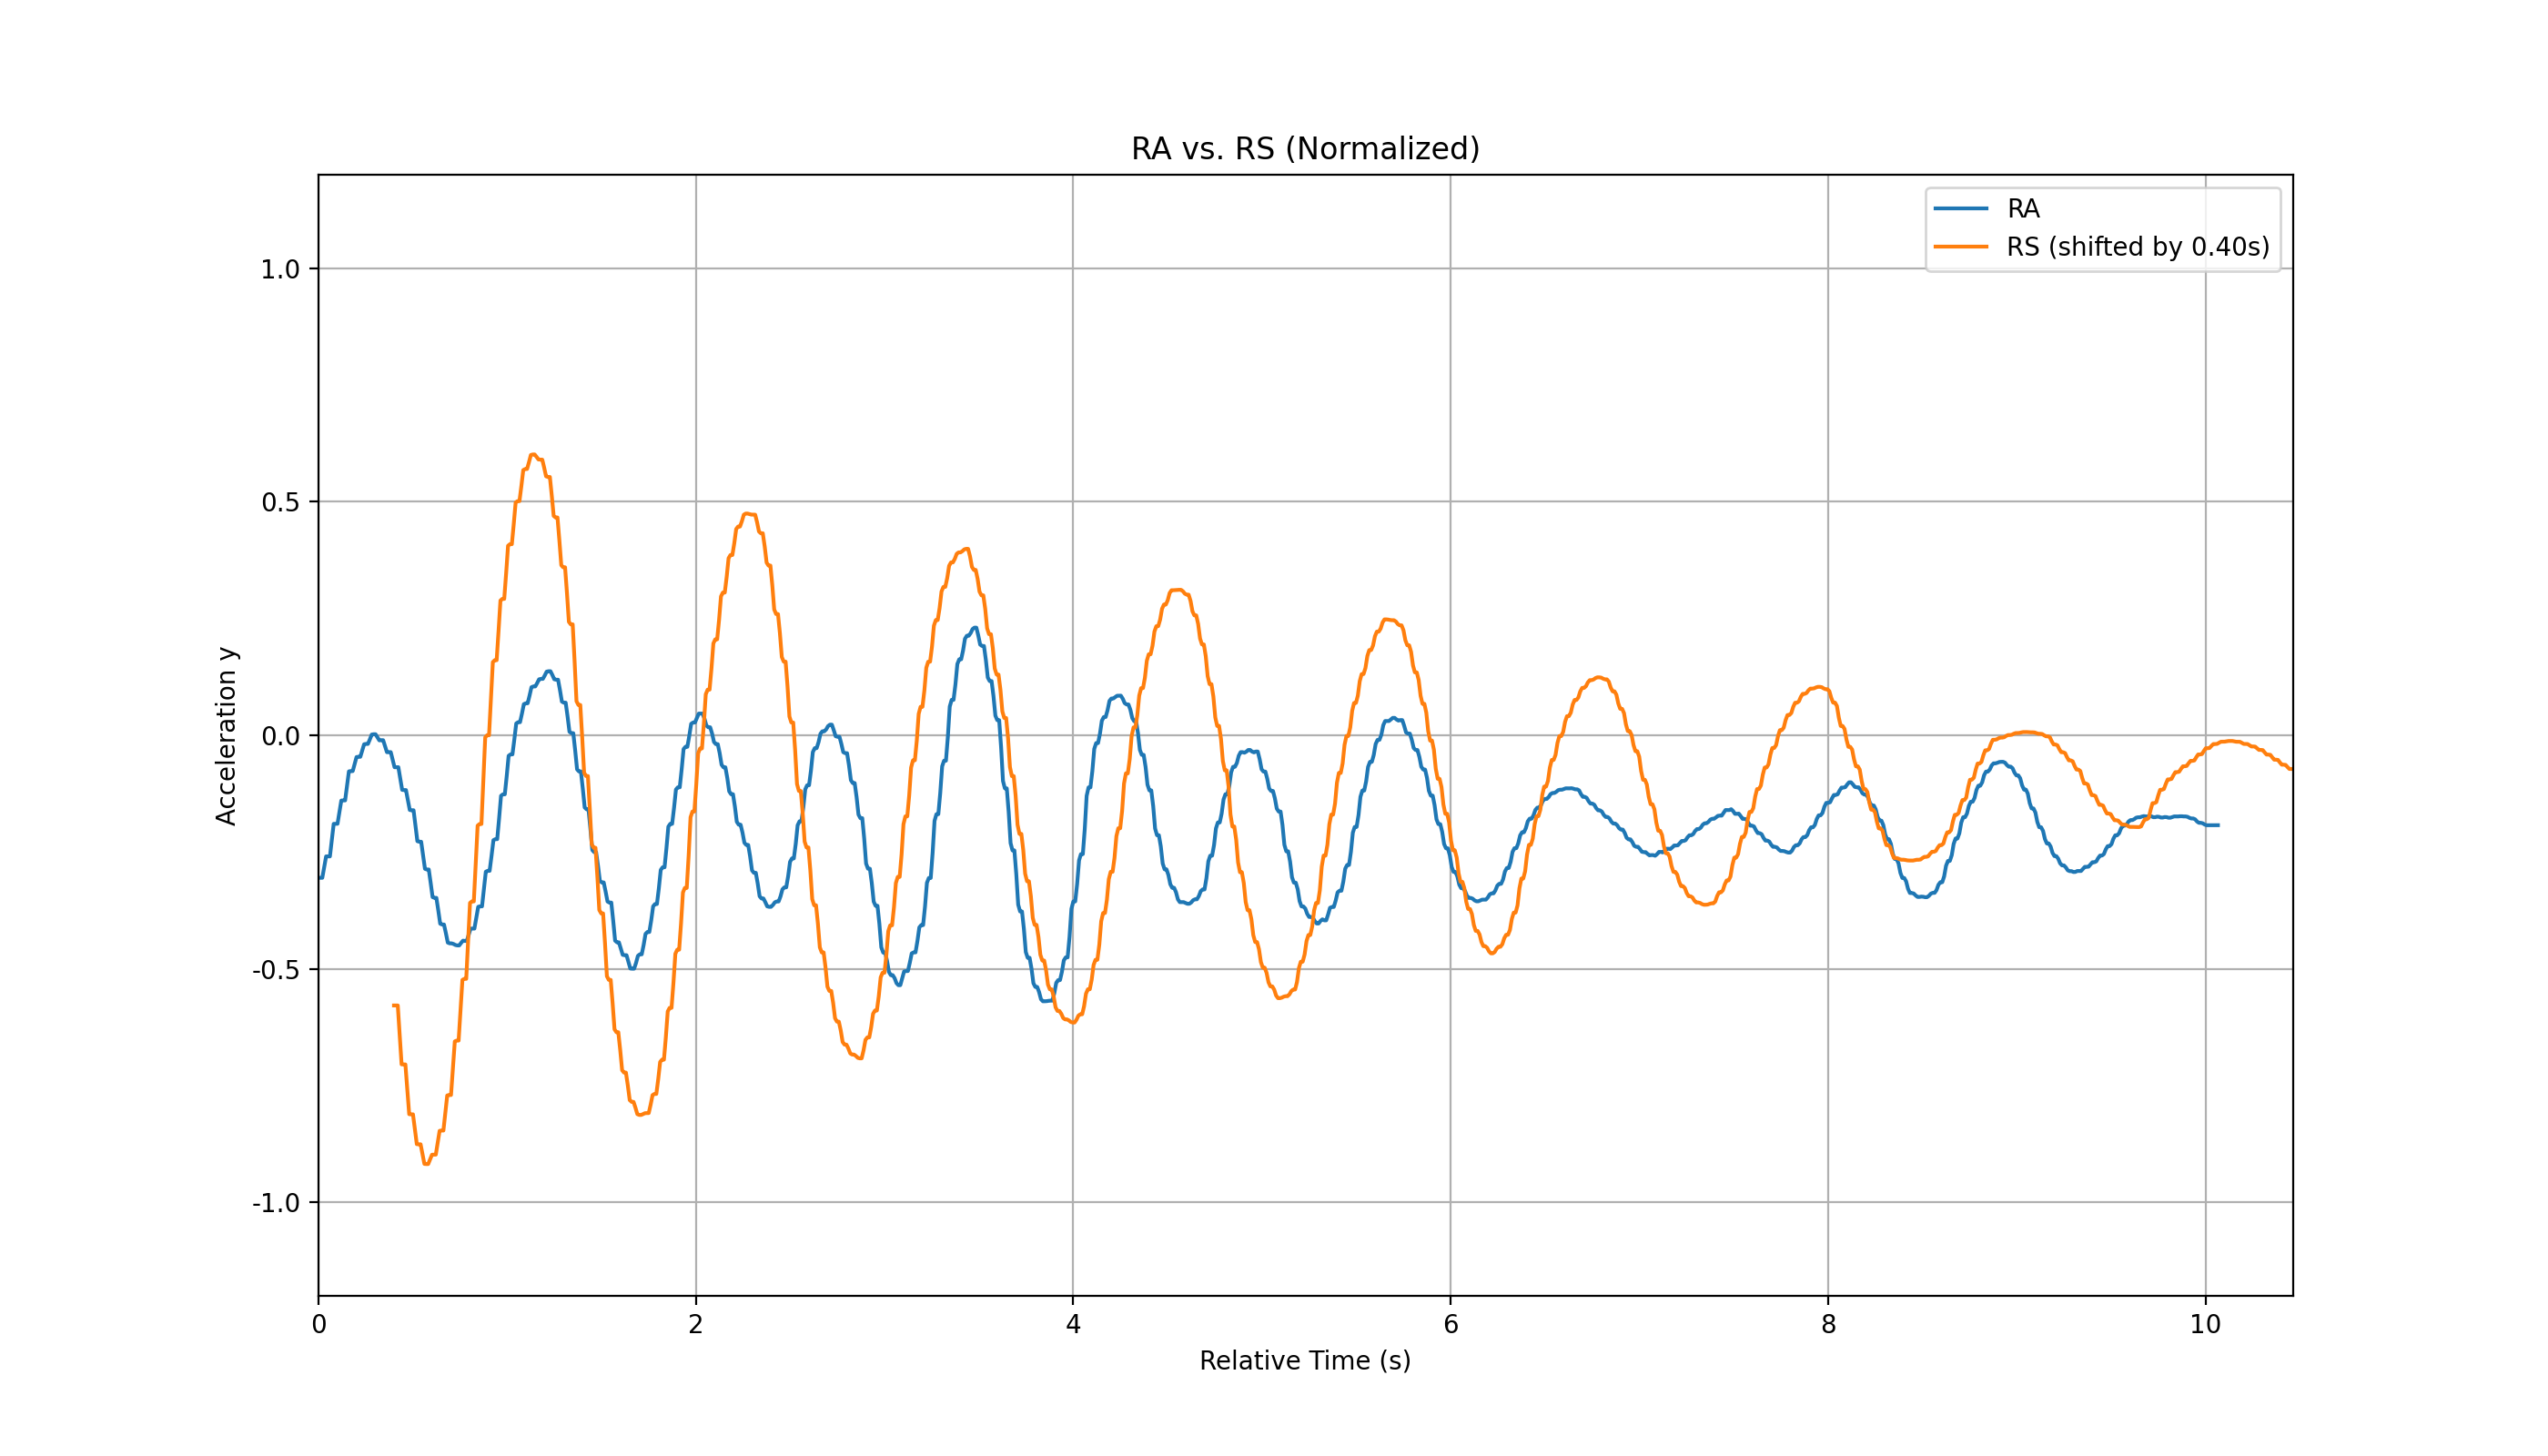 RA vs. RS (Normalized)
RA
RS (shifted by 0.40s)
1.0
0.5
0.0
-0.5
-1.0
Acceleration y
0 2 4 6 8 10
Relative Time (s)